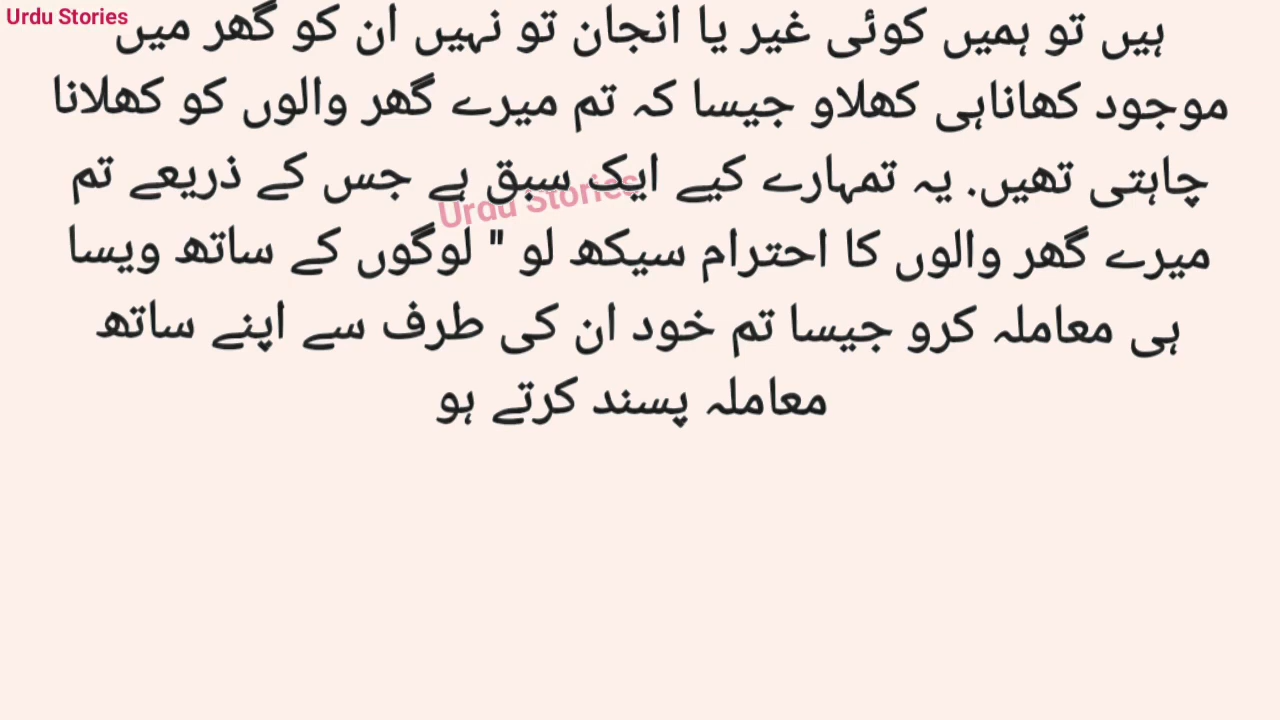 Urdu Stories
ہیں تو ہمیں کوئی غیر یا انجان تو نہیں ان کو گھر میں
موجود کھاناہی کھلاو جیسا کہ تم میرے گھر والوں کو کھلانا
چاہتی تھیں. یہ تمہارے کیے ایک سبق ہے جس کے ذریعے تم
Urdu Stories
میرے گھر والوں کا احترام سیکھ لو " لوگوں کے ساتھ ویسا
ہی معاملہ کرو جیسا تم خود ان کی طرف سے اپنے ساتھ
معاملہ پسند کرتے ہو